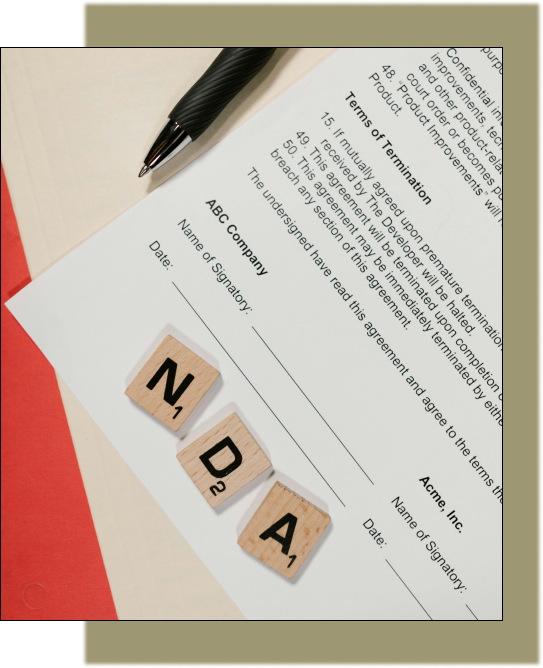 purpo
Confidential in
improvements, tec
and other product-rela
court order or becomes pu
48. "Product Improvements" will
Product.
Terms of Termination
15. If mutually agreed upon premature termination
received by The Developer will be halted.
49. This agreement will be terminated upon completion o
50. This agreement may be immediately terminated by eithe
breach any section of this agreement.
The undersigned have read this agreement and agree to the terms th
ABC Company
Name of Signatory:
Date:
Acme, Inc.
Name of Signatory:
Date:
N1
D2
A1